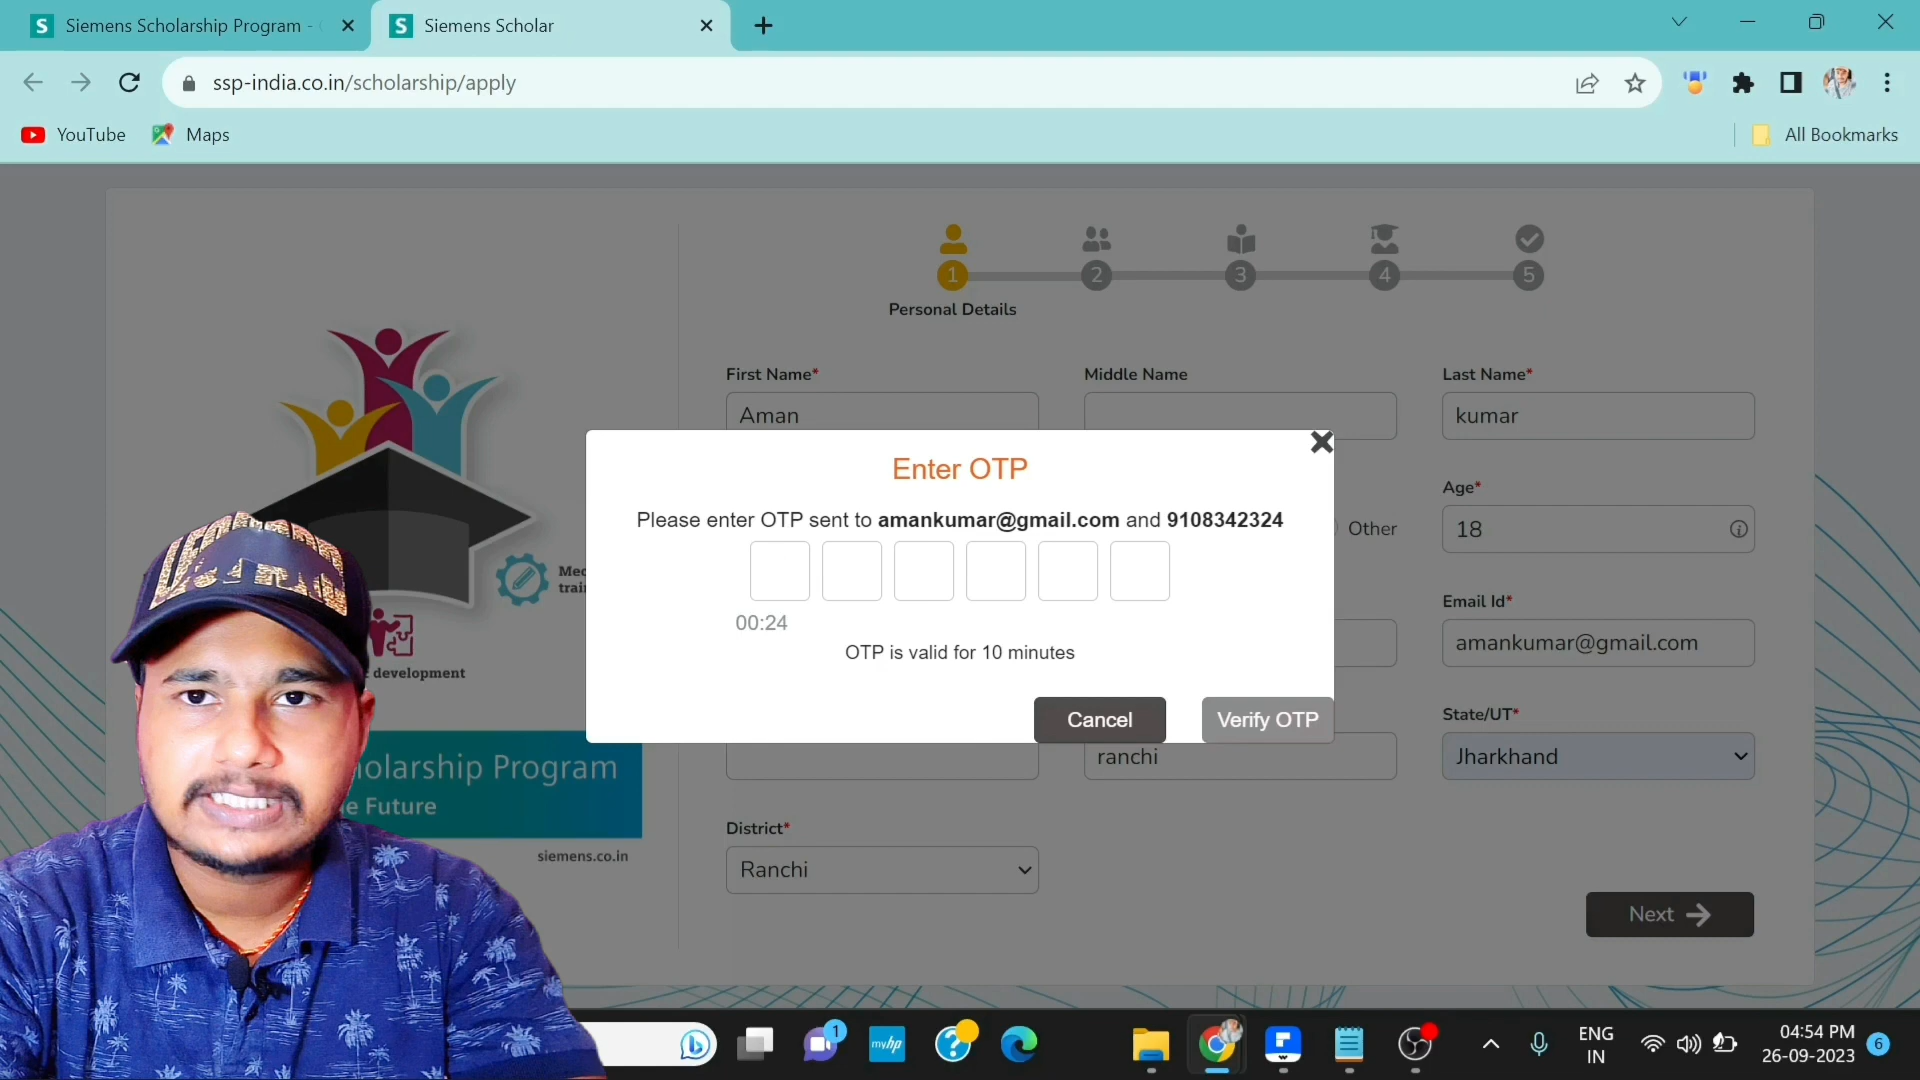 S Siemens Scholarship Program -
S Siemens Scholar
ssp-india.co.in/scholarship/apply
YouTube
Maps
All Bookmarks
1
2
3
4
5
Personal Details
First Name*
Middle Name
Last Name*
Aman
kumar
Enter OTP
Please enter OTP sent to amankumar@gmail.com and 9108342324
00:24
OTP is valid for 10 minutes
Cancel
Verify OTP
Other
Age*
18
Email Id*
amankumar@gmail.com
State/UT*
ranchi
Jharkhand
District*
Ranchi
Next
development
holarship Program
e Future
siemens.co.in
1
myhp
ENG
IN
04:54 PM
26-09-2023
6